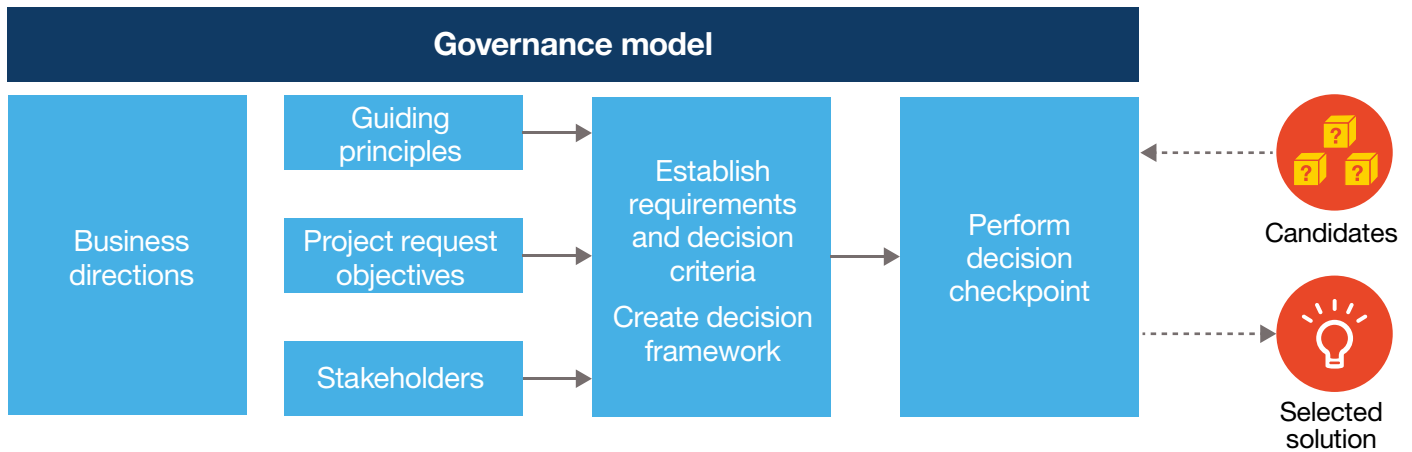 Governance model
Business
directions
Guiding
principles
Project request
objectives
Stakeholders
Establish
requirements
and decision
criteria
Create decision
framework
Perform
decision
checkpoint
?
? ?
Candidates
Selected
solution